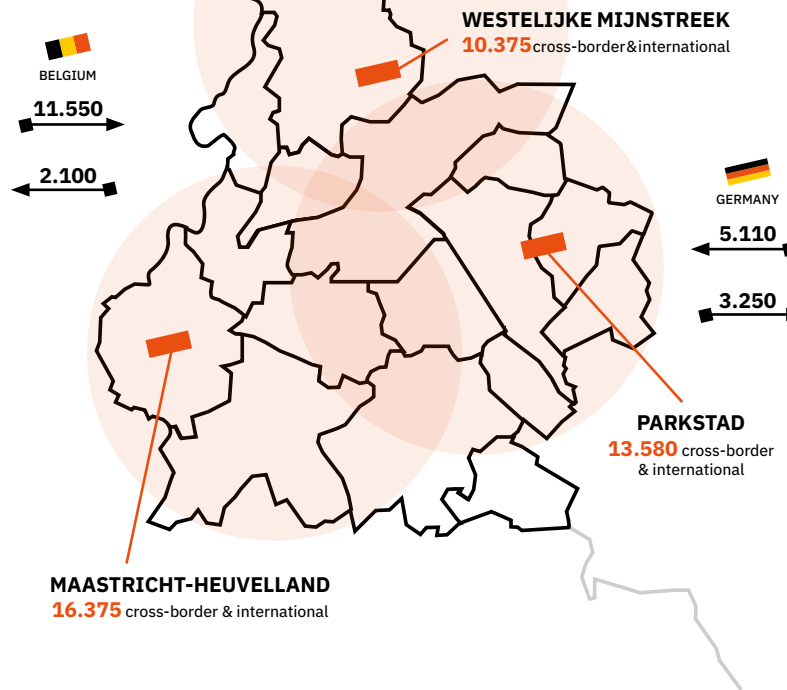 WESTELIJKE MIJNSTREEK
10.375 cross-border & international
BELGIUM
11.550
2.100
GERMANY
5.110
3.250
PARKSTAD
13.580 cross-border
& international
MAASTRICHT-HEUVELLAND
16.375 cross-border & international